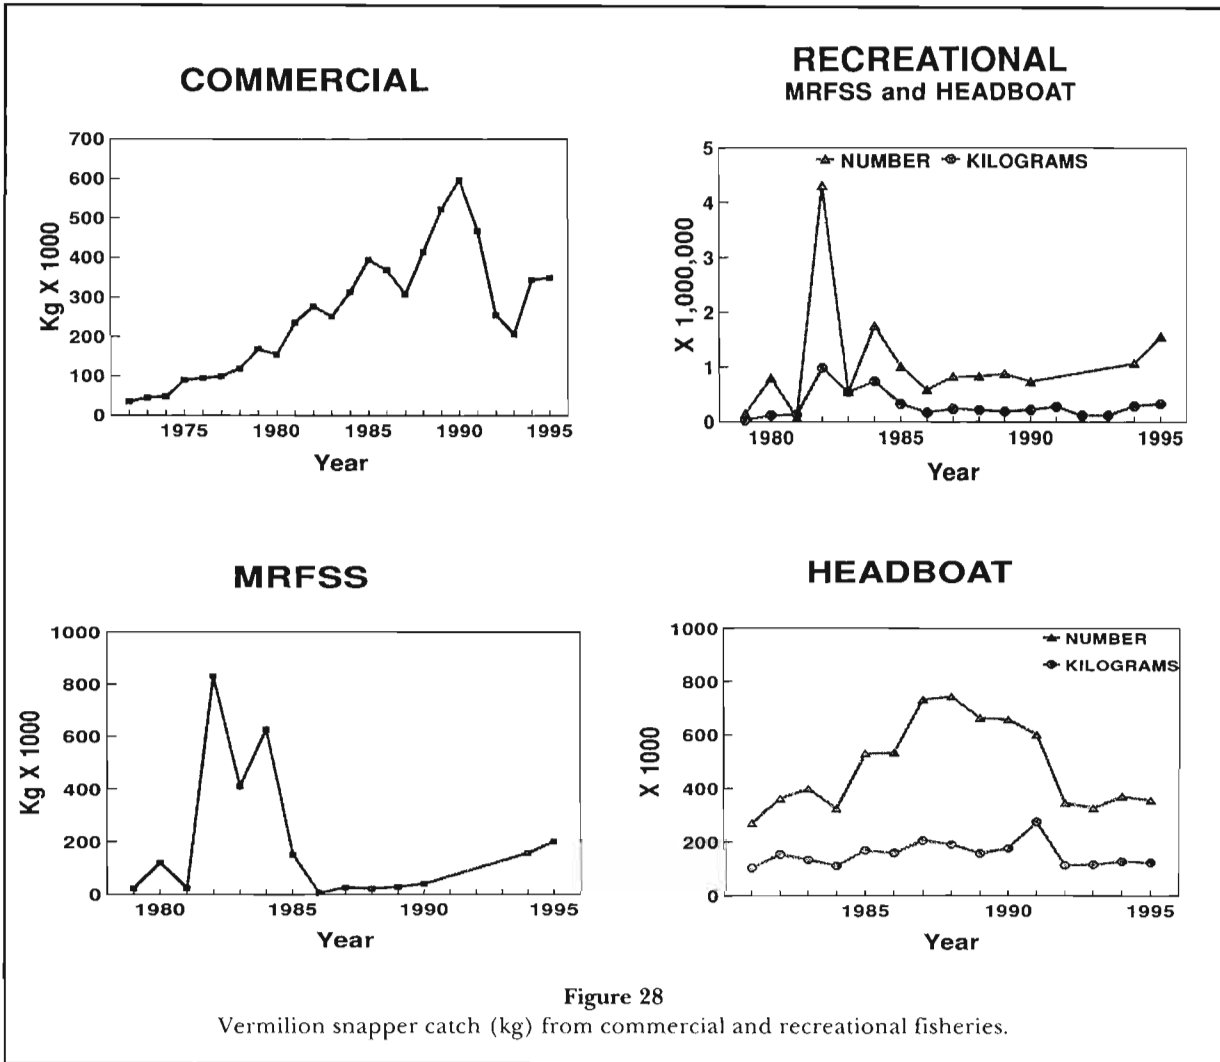 COMMERCIAL
700
600
500
400
300
200
100
0
Kg X 1000
1975 1980 1985 1990 1995
Year
RECREATIONAL
MRFSS and HEADBOAT
NUMBER KILOGRAMS
5
4
3
2
1
0
X 1,000,000
1980 1985 1990 1995
Year
MRFSS
1000
800
600
400
200
0
Kg X 1000
1980 1985 1990 1995
Year
HEADBOAT
NUMBER
KILOGRAMS
1000
800
600
400
200
0
X 1000
1985 1990 1995
Year
Figure 28
Vermilion snapper catch (kg) from commercial and recreational fisheries.